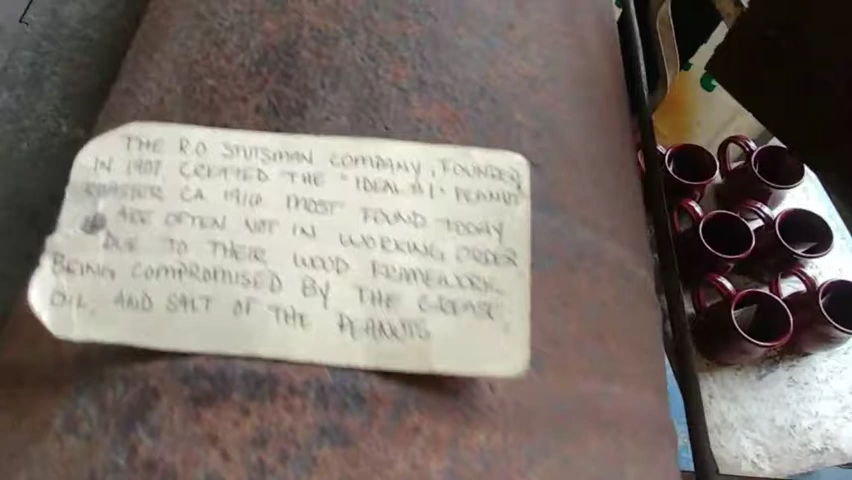 THE R.O STUTSMAN COMPANY, FOUNDED
IN 1907 CREATED THE "IDEAL #1" PEANUT
ROASTER CA 1910 MOST FOUND TODAY
ARE OFTEN NOT IN WORKING ORDER
DUE TO THEIR WOOD FRAMEWORK
BEING COMPROMISED BY THE GREASE,
OIL, AND SALT OF THE PEANUTS